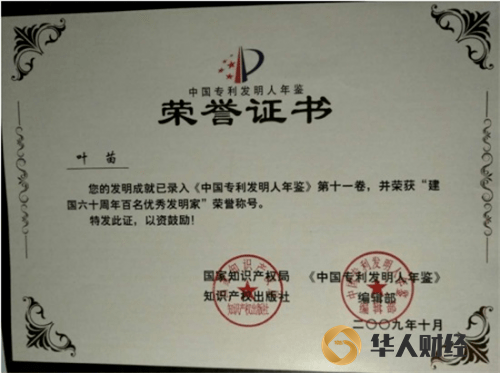 中国专利发明人年鉴
荣誉证书
叶苗
您的发明成就已录入《中国专利发明人年鉴》第十一卷，并荣获“建
国六十周年百名优秀发明家”荣誉称号。
特发此证，以资鼓励！
国家知识产权局 《中国专利发明人年鉴》
知识产权出版社 编辑部
二〇〇九年十月
华人财经